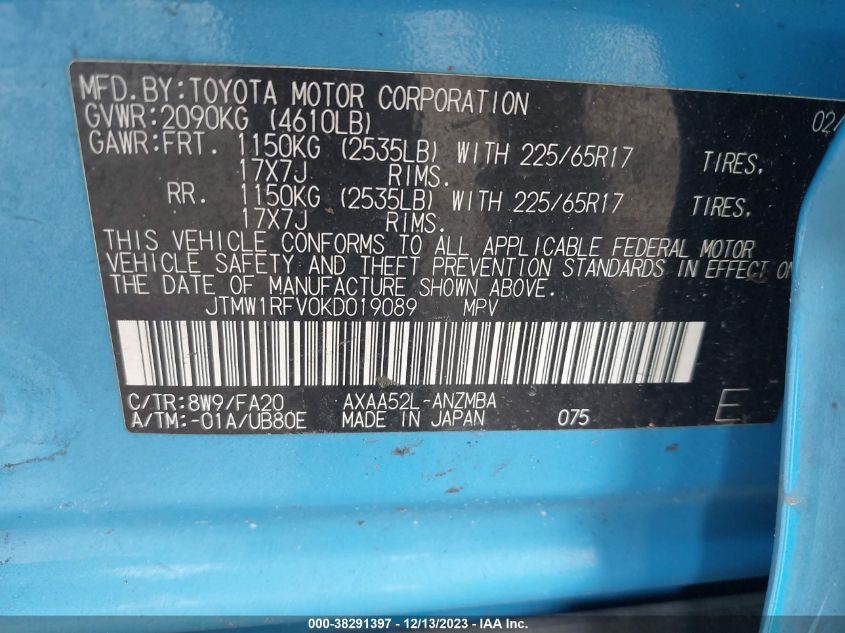 MFD. BY: TOYOTA MOTOR CORPORATION 02/
GVWR: 2090KG (4610LB)
GAWR: FRT. 1150KG (2535LB) WITH 225/65R17 TIRES,
17X7J RIMS.
RR. 1150KG (2535LB) WITH 225/65R17 TIRES,
17X7J RIMS.
THIS VEHICLE CONFORMS TO ALL APPLICABLE FEDERAL MOTOR
VEHICLE SAFETY AND THEFT PREVENTION STANDARDS IN EFFECT ON
THE DATE OF MANUFACTURE SHOWN ABOVE.
JTMW1RFV0KD019089 MPV
C/TR: 8W9/FA20 AXAA52L-ANZMBA
A/TM: -01A/UB80E MADE IN JAPAN 075 E
000-38291397 - 12/13/2023 - IAA Inc.